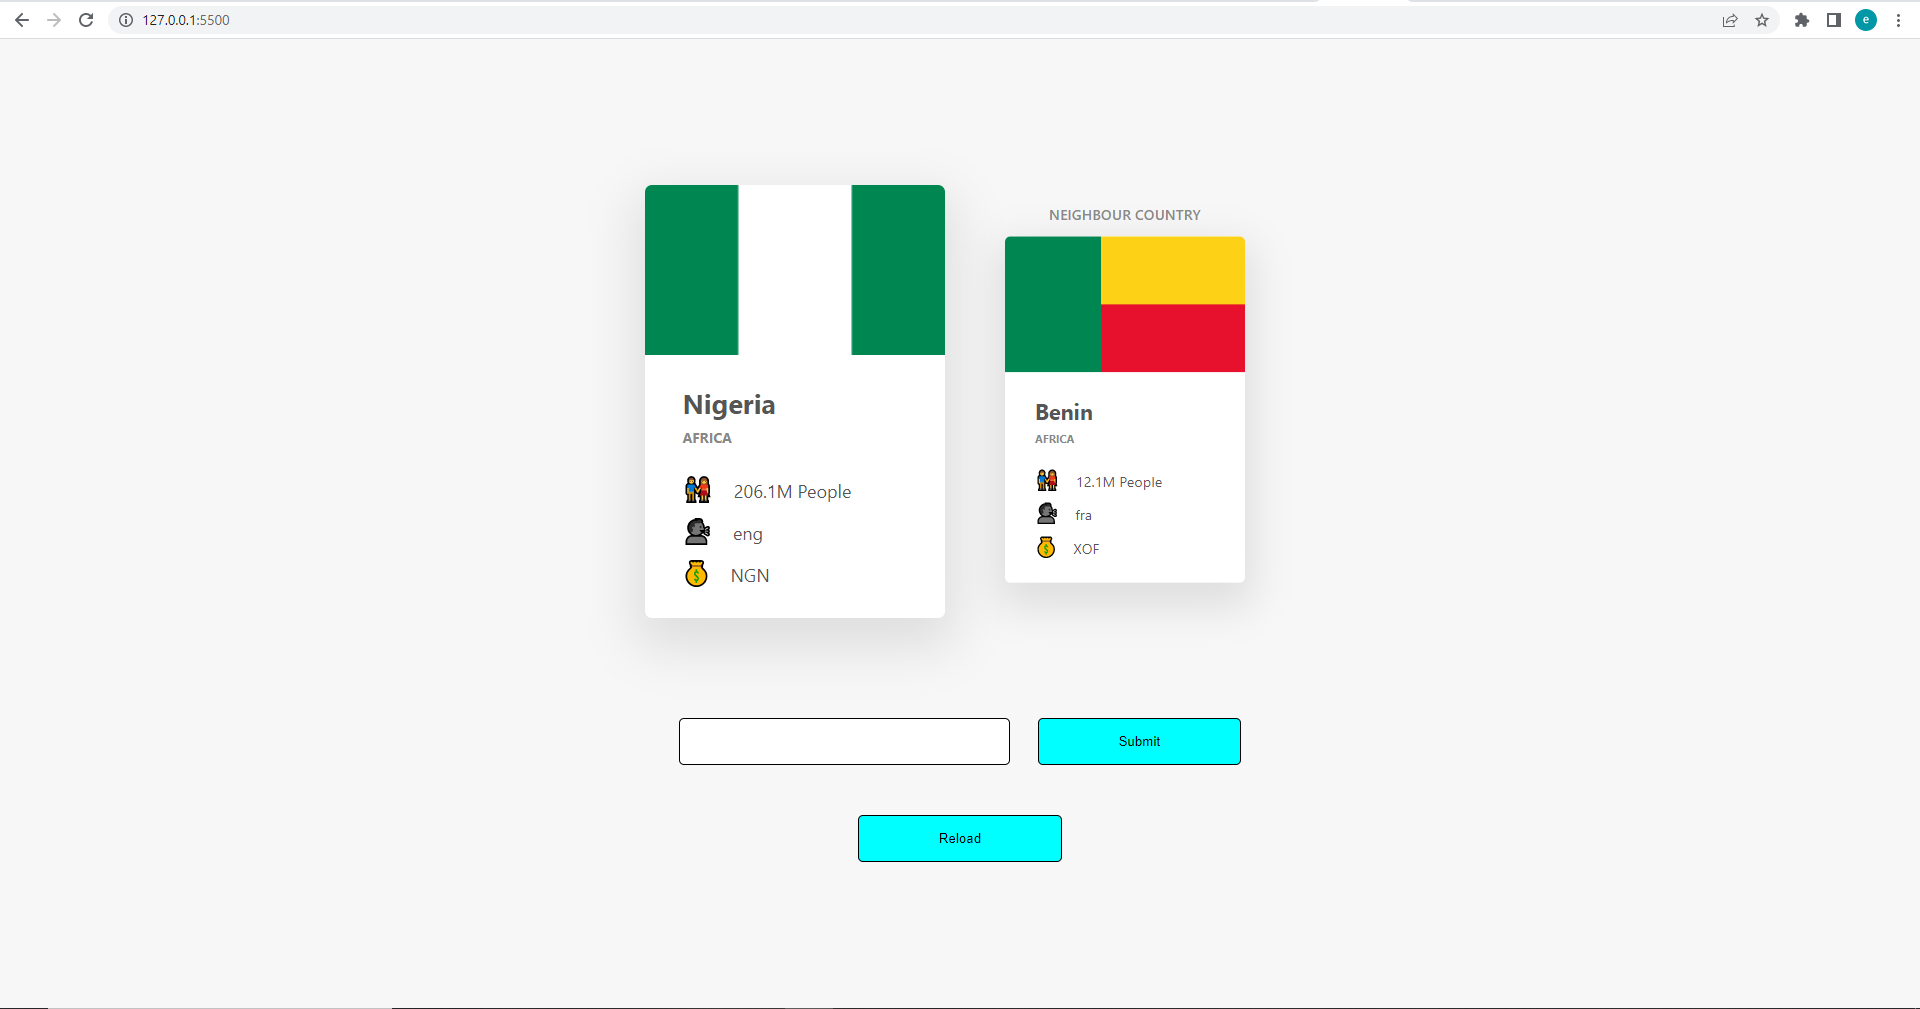 127.0.0.1:5500
e
Nigeria
AFRICA
206.1M People
eng
NGN
NEIGHBOUR COUNTRY
Benin
AFRICA
12.1M People
fra
XOF
Submit
Reload